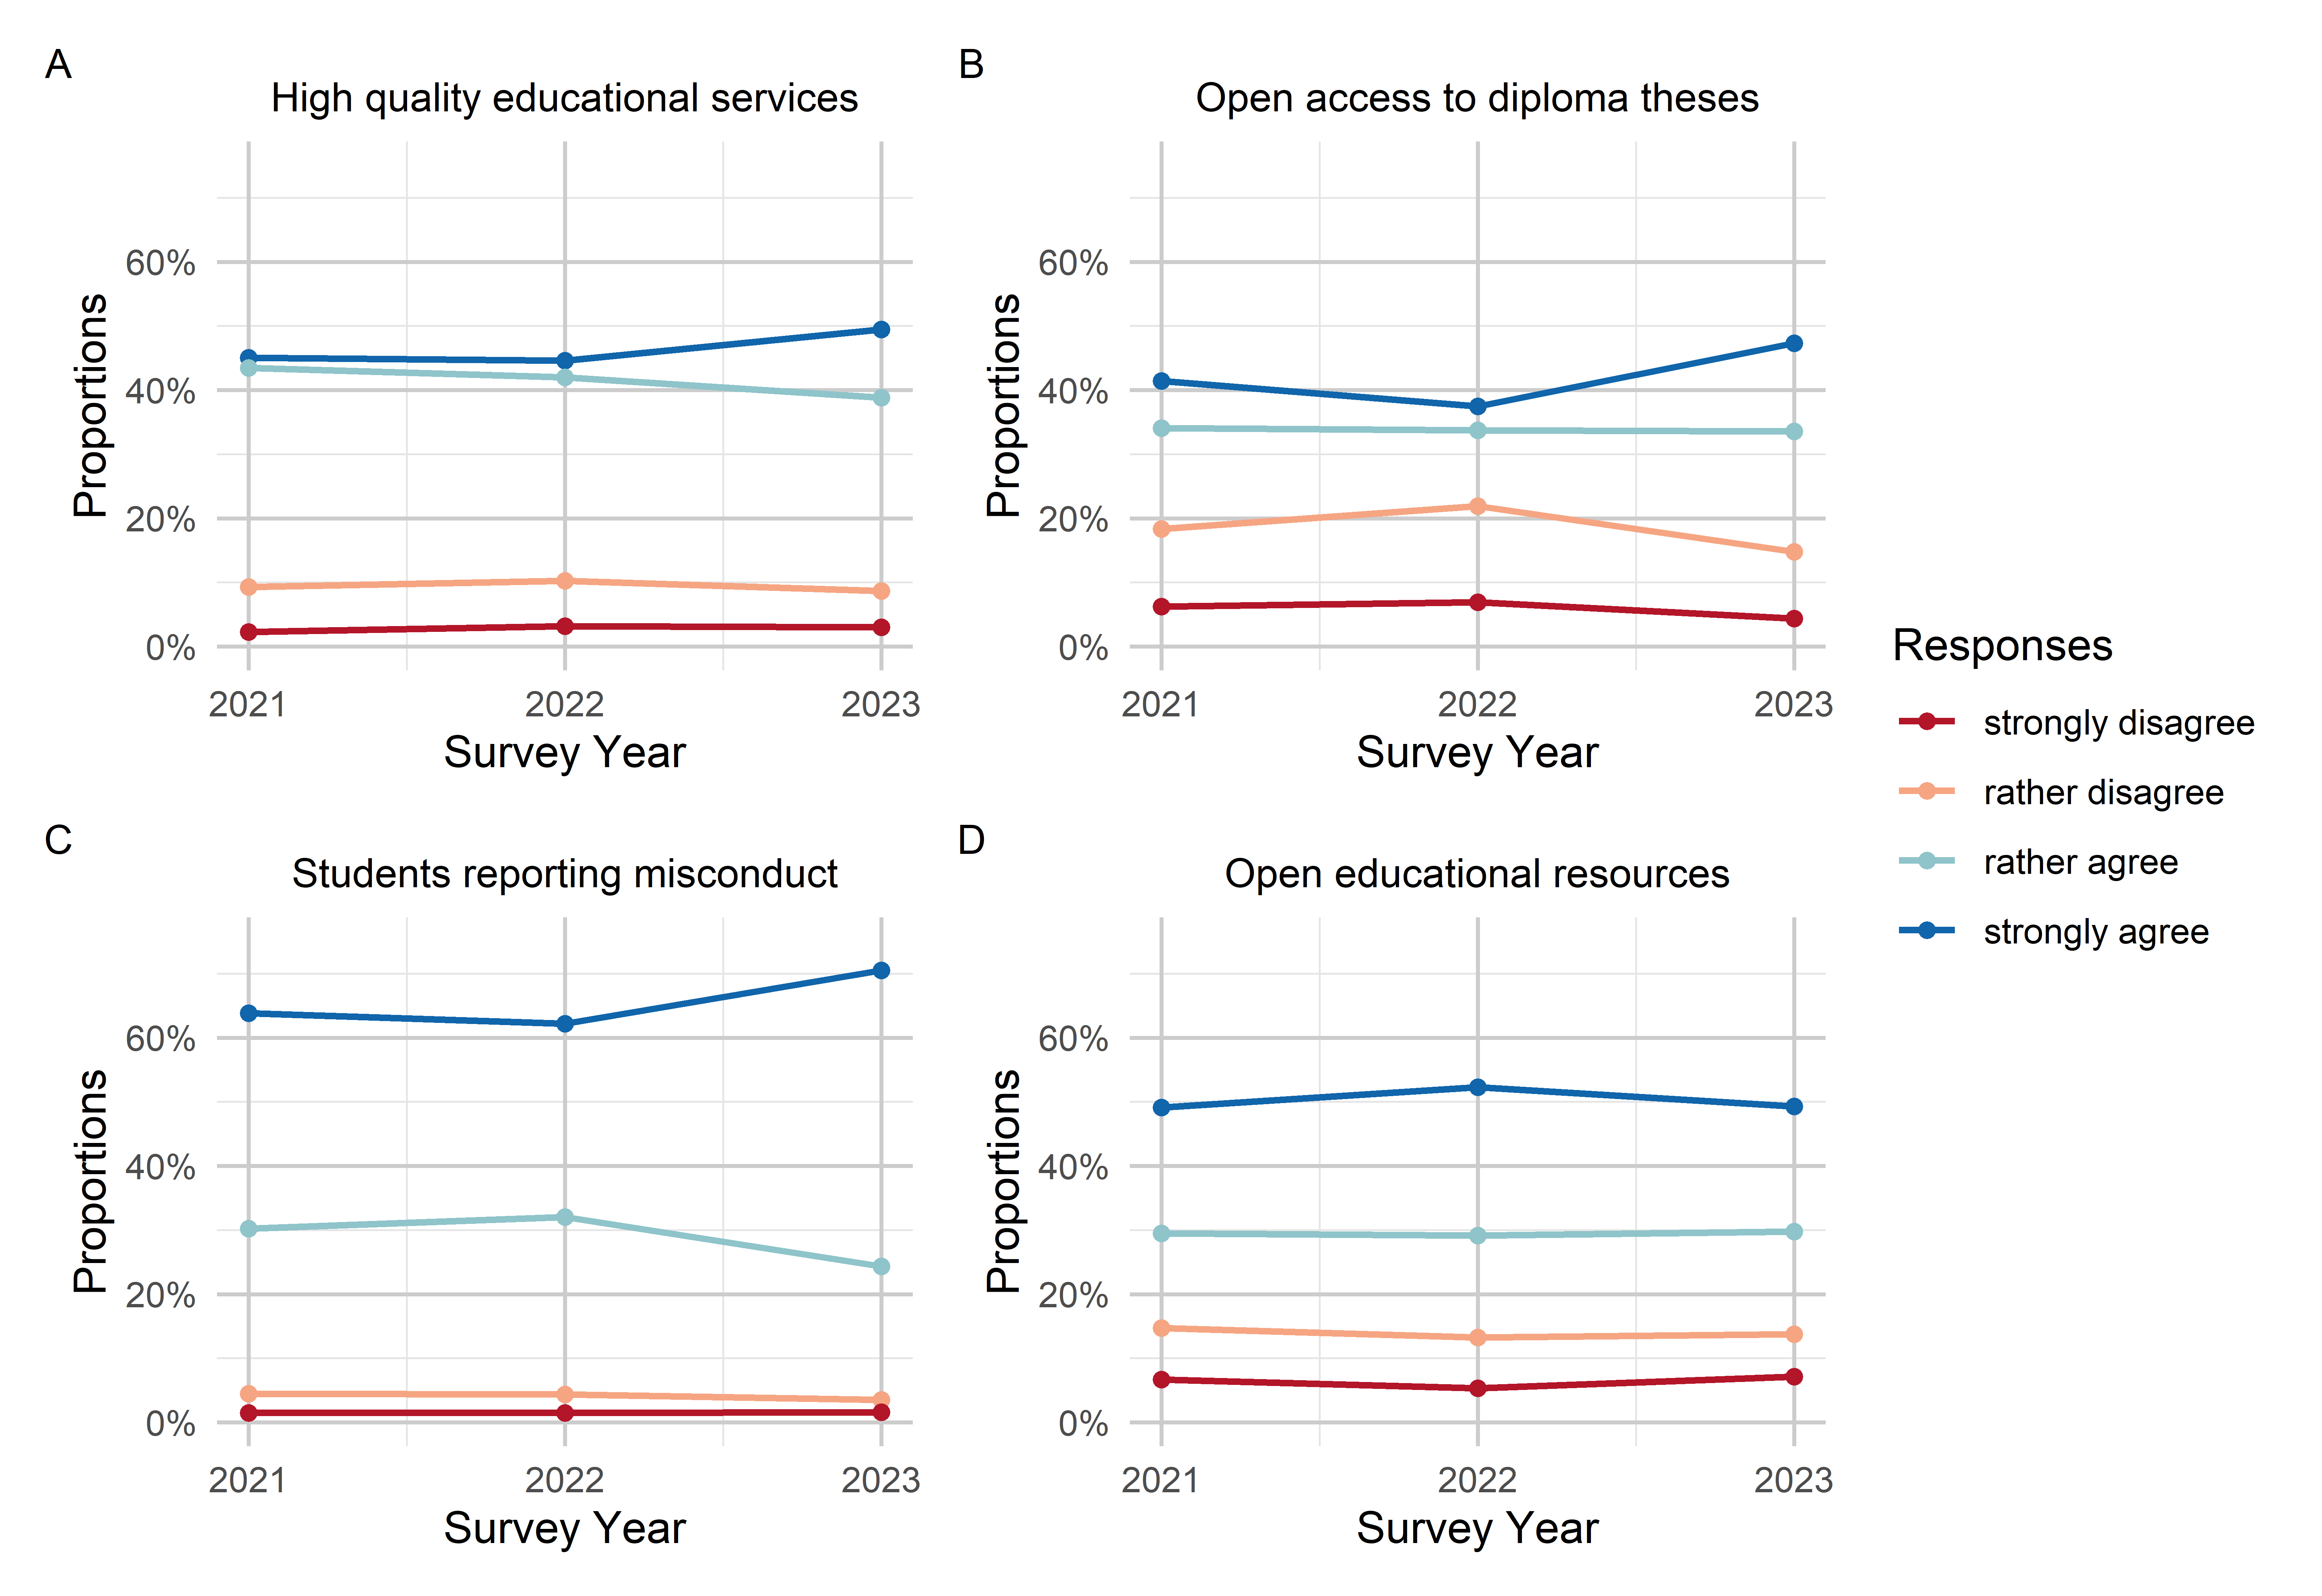 A
High quality educational services
60%
40%
20%
0%
Proportions
2021 2022 2023
Survey Year
B
Open access to diploma theses
60%
40%
20%
0%
Proportions
2021 2022 2023
Survey Year
C
Students reporting misconduct
60%
40%
20%
0%
Proportions
2021 2022 2023
Survey Year
D
Open educational resources
60%
40%
20%
0%
Proportions
2021 2022 2023
Survey Year
Responses
strongly disagree
rather disagree
rather agree
strongly agree